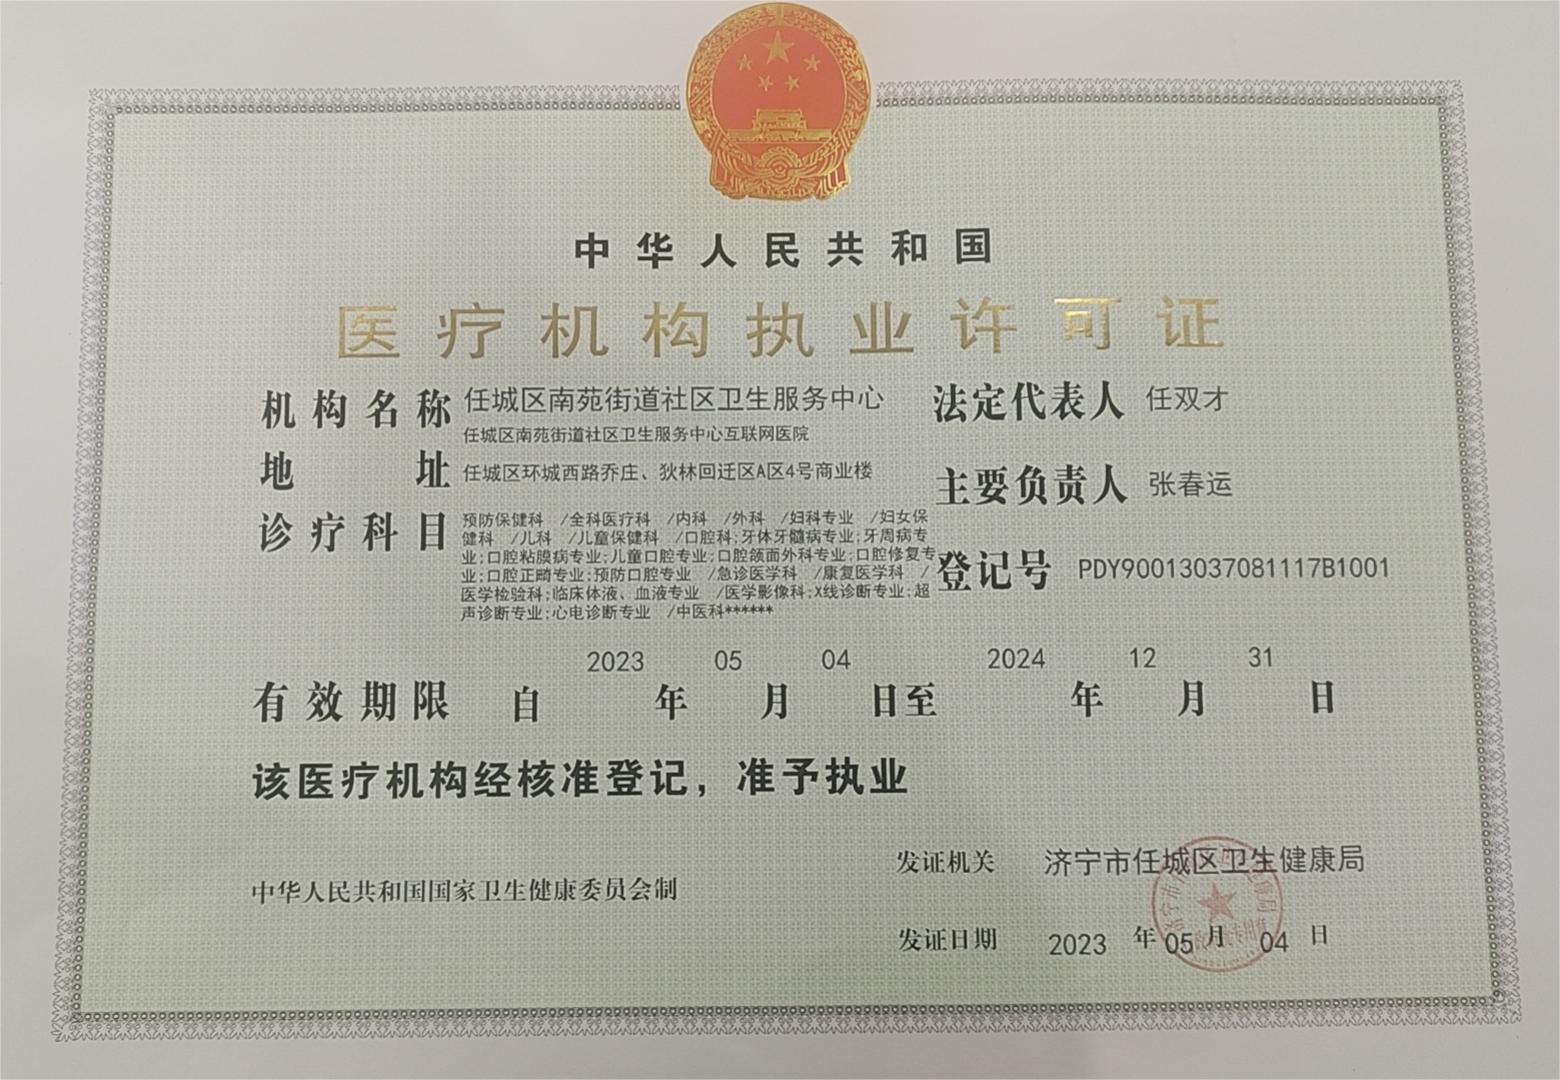 中华人民共和国
医疗机构执业许可证
机构名称 任城区南苑街道社区卫生服务中心
任城区南苑街道社区卫生服务中心互联网医院
法定代表人 任双才
地址 任城区环城西路乔庄、狄林回迁区A区4号商业楼
主要负责人 张春运
诊疗科目 预防保健科 /全科医疗科 /内科 /外科 /妇科专业 /妇女保
健科 /儿科 /儿童保健科 /口腔科;牙体牙髓病专业;牙周病专
业;口腔粘膜病专业;儿童口腔专业;口腔颌面外科专业;口腔修复专
业;口腔正畸专业;预防口腔专业 /急诊医学科 /康复医学科 /
医学检验科;临床体液、血液专业 /医学影像科;X线诊断专业;超
声诊断专业;心电诊断专业 /中医科******
登记号 PDY90013037081117B1001
有效期限 自 2023 年 05 月 04 日至 2024 年 12 月 31 日
该医疗机构经核准登记，准予执业
发证机关 济宁市任城区卫生健康局
中华人民共和国国家卫生健康委员会制
发证日期 2023 年 05 月 04 日